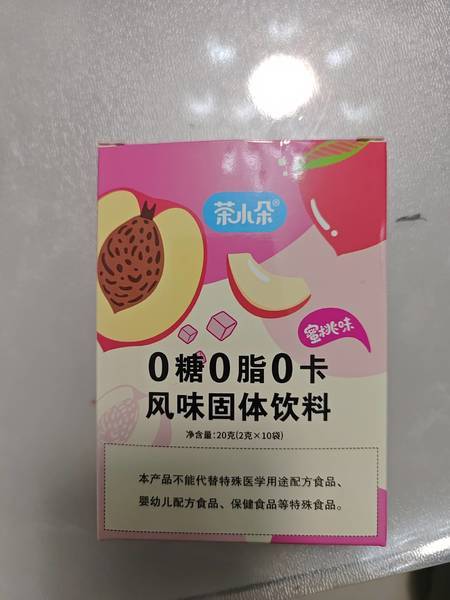 茶小朵®
蜜桃味
0糖0脂0卡
风味固体饮料
净含量:20克(2克×10袋)
本产品不能代替特殊医学用途配方食品、
婴幼儿配方食品、保健食品等特殊食品。